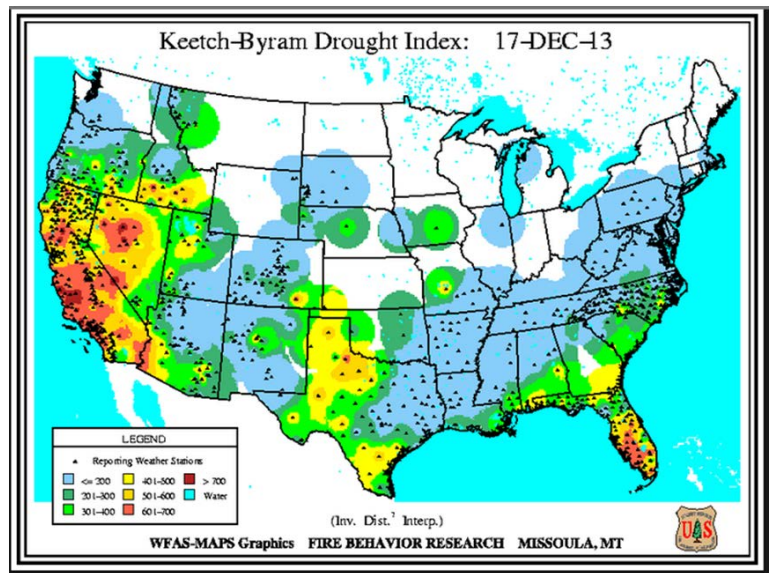 Keetch-Byram Drought Index: 17-DEC-13
LEGEND
Reporting Weather Stations
<= 200 401-500 > 700
201-300 501-600 Water
301-400 601-700
(Inv. Dist.² Interp.)
U S
WFAS-MAPS Graphics FIRE BEHAVIOR RESEARCH MISSOULA, MT